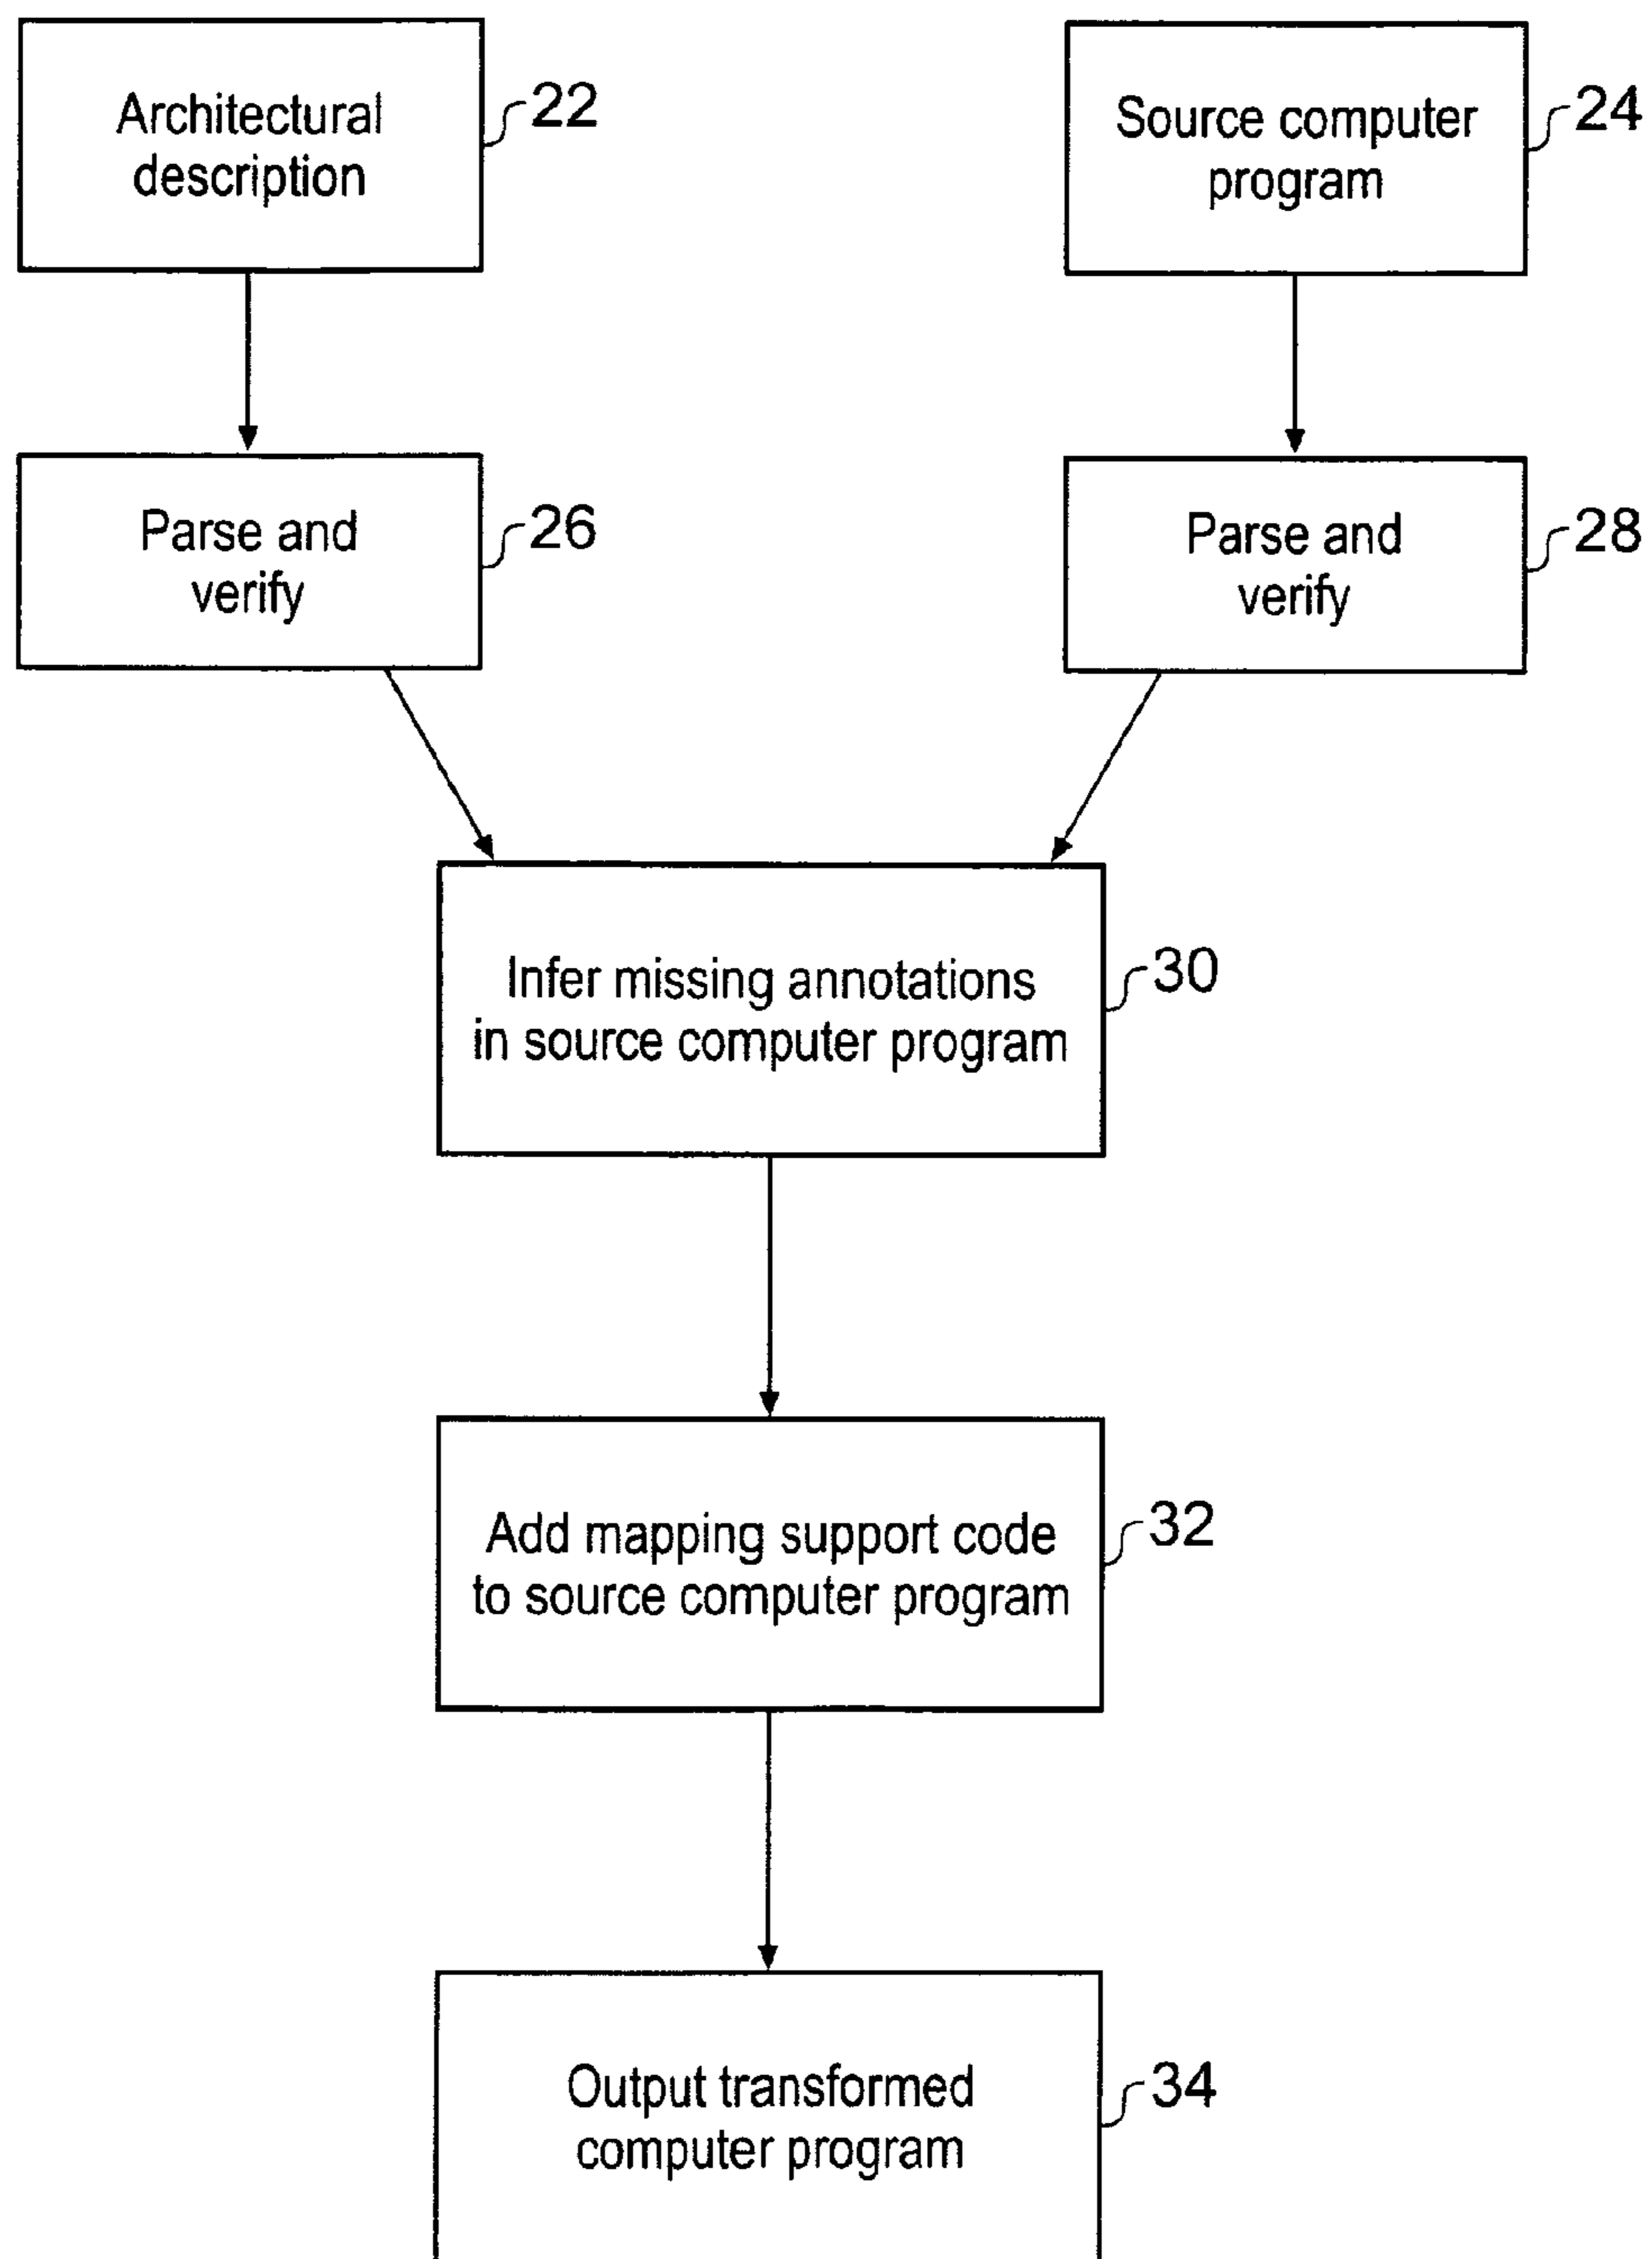 Architectural
description
22
Source computer
program
24
Parse and
verify
26
Parse and
verify
28
Infer missing annotations
in source computer program
30
Add mapping support code
to source computer program
32
Output transformed
computer program
34